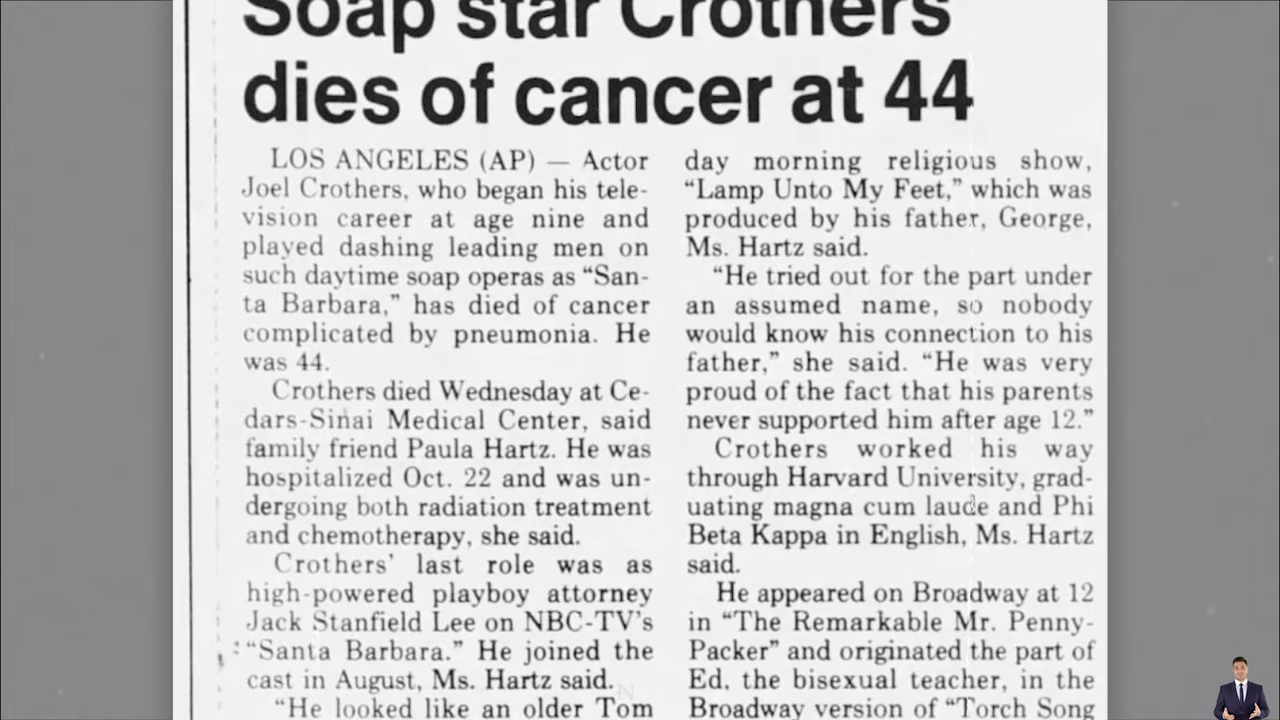 Soap star Crothers
dies of cancer at 44
LOS ANGELES (AP) — Actor
Joel Crothers, who began his tele-
vision career at age nine and
played dashing leading men on
such daytime soap operas as “San-
ta Barbara,” has died of cancer
complicated by pneumonia. He
was 44.
Crothers died Wednesday at Ce-
dars-Sinai Medical Center, said
family friend Paula Hartz. He was
hospitalized Oct. 22 and was un-
dergoing both radiation treatment
and chemotherapy, she said.
Crothers’ last role was as
high-powered playboy attorney
Jack Stanfield Lee on NBC-TV’s
“Santa Barbara.” He joined the
cast in August, Ms. Hartz said.
“He looked like an older Tom
day morning religious show,
“Lamp Unto My Feet,” which was
produced by his father, George,
Ms. Hartz said.
“He tried out for the part under
an assumed name, so nobody
would know his connection to his
father,” she said. “He was very
proud of the fact that his parents
never supported him after age 12.”
Crothers worked his way
through Harvard University, grad-
uating magna cum laude and Phi
Beta Kappa in English, Ms. Hartz
said.
He appeared on Broadway at 12
in “The Remarkable Mr. Penny-
Packer” and originated the part of
Ed, the bisexual teacher, in the
Broadway version of “Torch Song